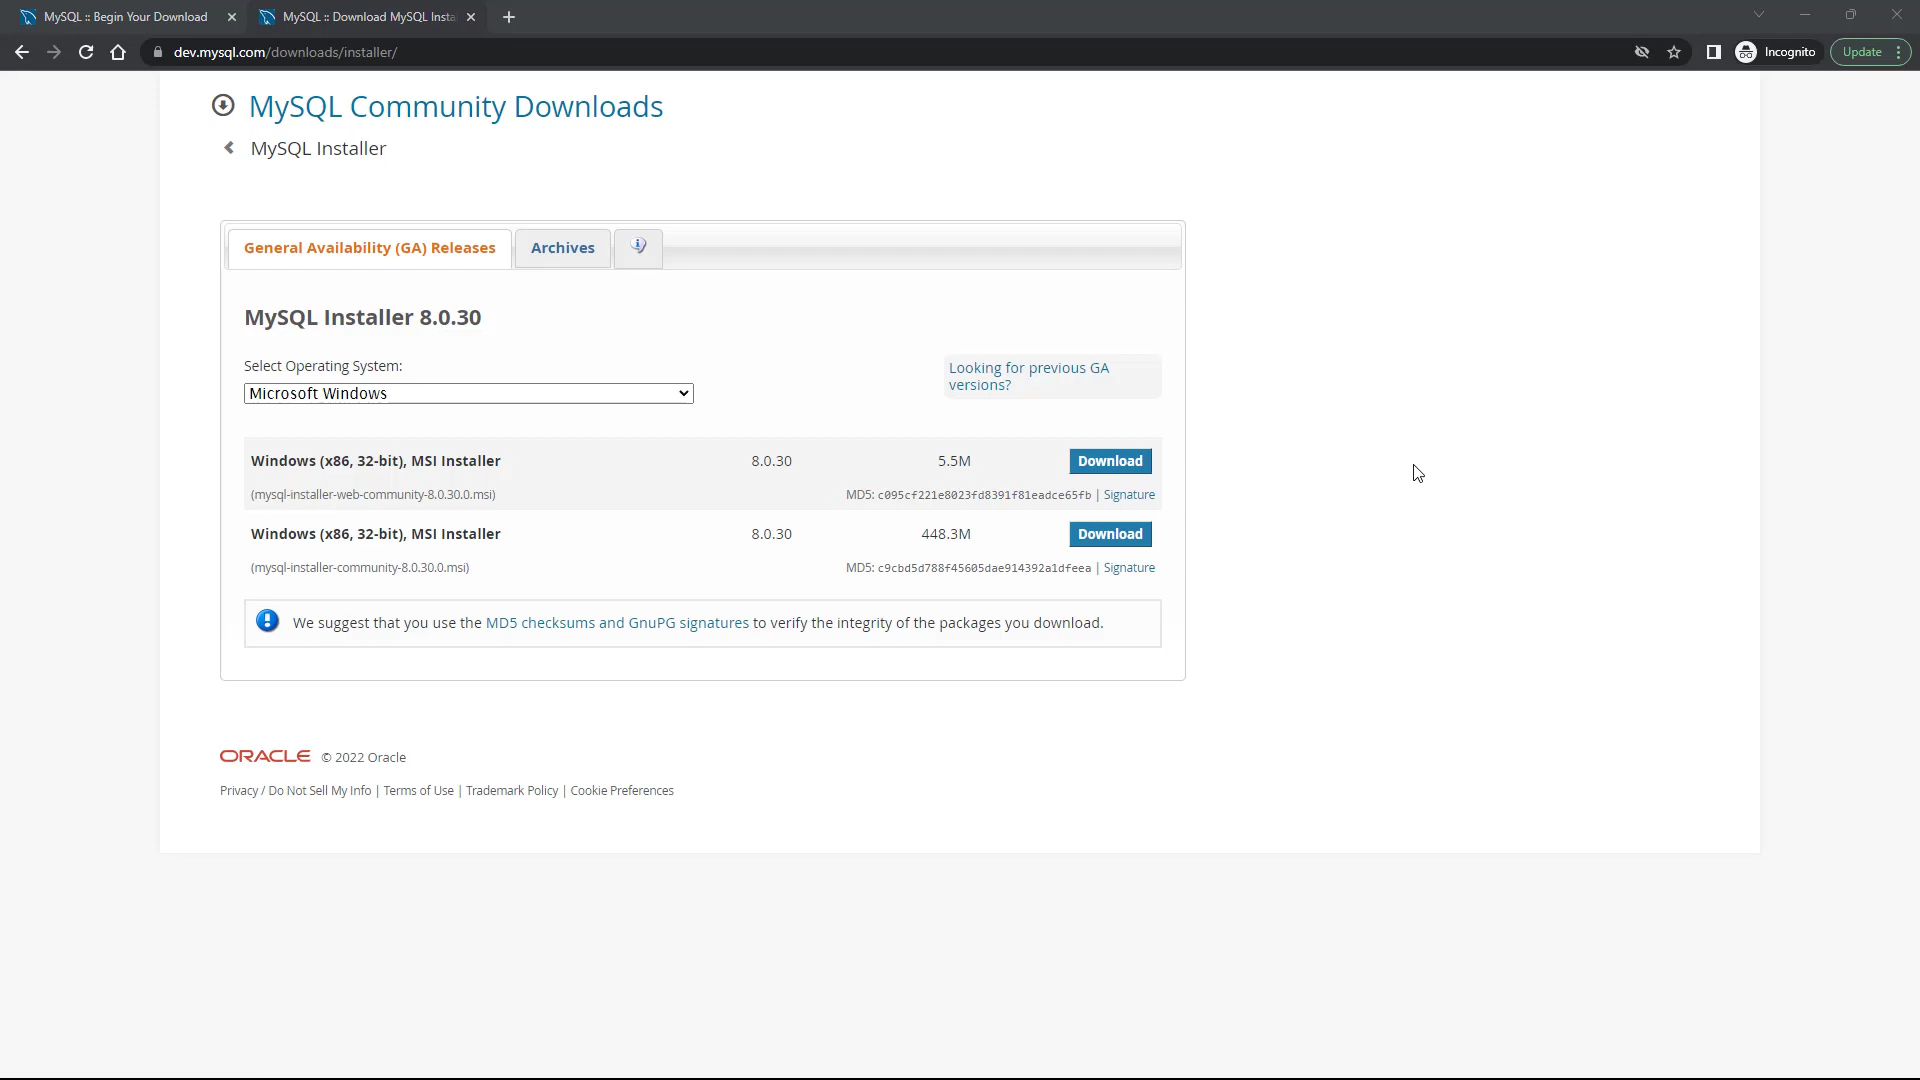 MySQL :: Begin Your Download
MySQL :: Download MySQL Insta
dev.mysql.com/downloads/installer/
Incognito
Update
MySQL Community Downloads
MySQL Installer
General Availability (GA) Releases
Archives
MySQL Installer 8.0.30
Select Operating System:
Microsoft Windows
Looking for previous GA
versions?
Windows (x86, 32-bit), MSI Installer 8.0.30 5.5M Download
(mysql-installer-web-community-8.0.30.0.msi) MD5: c095cf221e8023fd8391f81eadce65fb | Signature
Windows (x86, 32-bit), MSI Installer 8.0.30 448.3M Download
(mysql-installer-community-8.0.30.0.msi) MD5: c9cbd5d788f45605dae914392a1dfeea | Signature
We suggest that you use the MD5 checksums and GnuPG signatures to verify the integrity of the packages you download.
ORACLE © 2022 Oracle
Privacy / Do Not Sell My Info | Terms of Use | Trademark Policy | Cookie Preferences